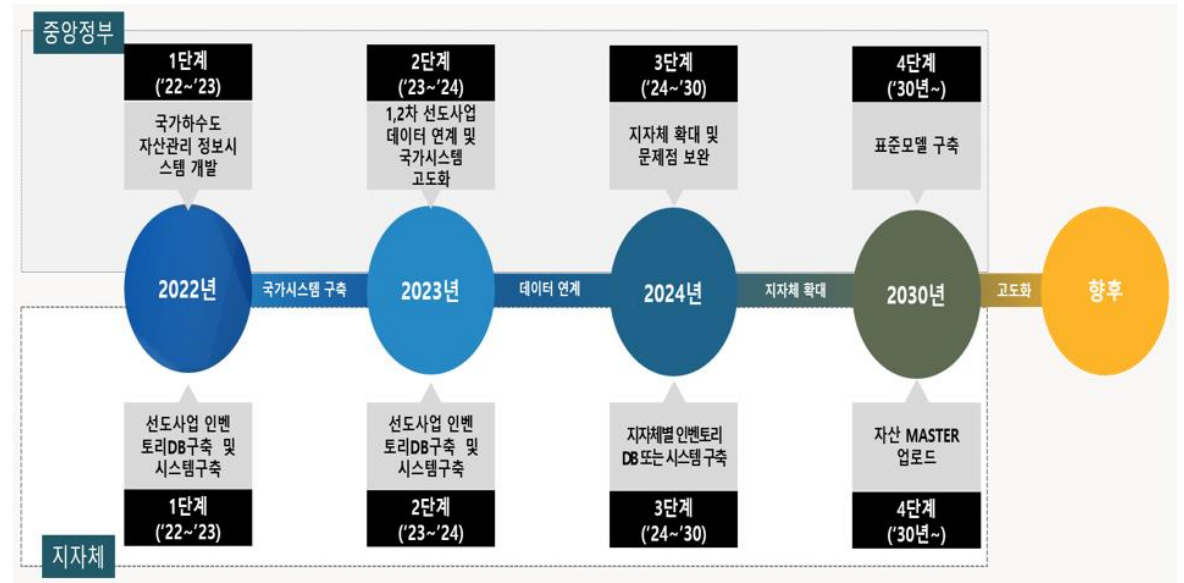 중앙정부
1단계
('22~'23)
국가하수도
자산관리 정보시
스템 개발
2단계
('23~'24)
1,2차 선도사업
데이터 연계 및
국가시스템
고도화
3단계
('24~'30)
지자체 확대 및
문제점 보완
4단계
('30년~)
표준모델 구축
2022년
국가시스템 구축
2023년
데이터 연계
2024년
지자체 확대
2030년
고도화
향후
선도사업 인벤
토리DB구축 및
시스템구축
1단계
('22~'23)
선도사업 인벤
토리DB구축 및
시스템구축
2단계
('23~'24)
지자체별 인벤토리
DB 또는 시스템 구축
3단계
('24~'30)
자산 MASTER
업로드
4단계
('30년~)
지자체